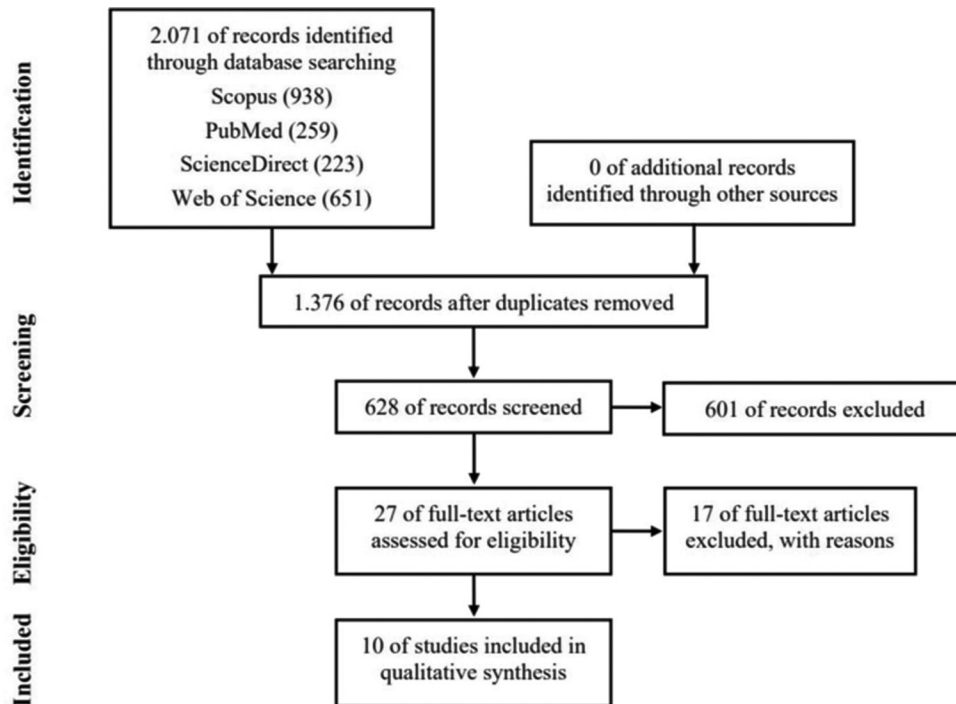 Identification
2.071 of records identified
through database searching
Scopus (938)
PubMed (259)
ScienceDirect (223)
Web of Science (651)
0 of additional records
identified through other sources
Screening
1.376 of records after duplicates removed
628 of records screened
601 of records excluded
Eligibility
27 of full-text articles
assessed for eligibility
17 of full-text articles
excluded, with reasons
Included
10 of studies included in
qualitative synthesis